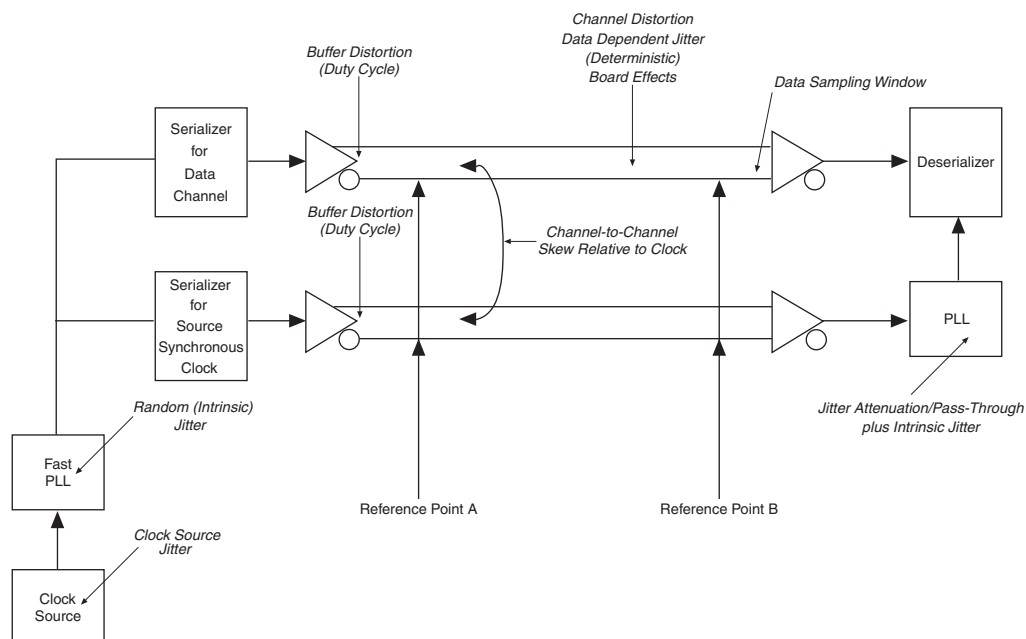 Channel Distortion
Data Dependent Jitter
(Deterministic)
Board Effects
Buffer Distortion
(Duty Cycle)
Data Sampling Window
Serializer
for
Data
Channel
Deserializer
Buffer Distortion
(Duty Cycle)
Channel-to-Channel
Skew Relative to Clock
Serializer
for
Source
Synchronous
Clock
PLL
Random (Intrinsic)
Jitter
Jitter Attenuation/Pass-Through
plus Intrinsic Jitter
Fast
PLL
Reference Point A
Reference Point B
Clock Source
Jitter
Clock
Source